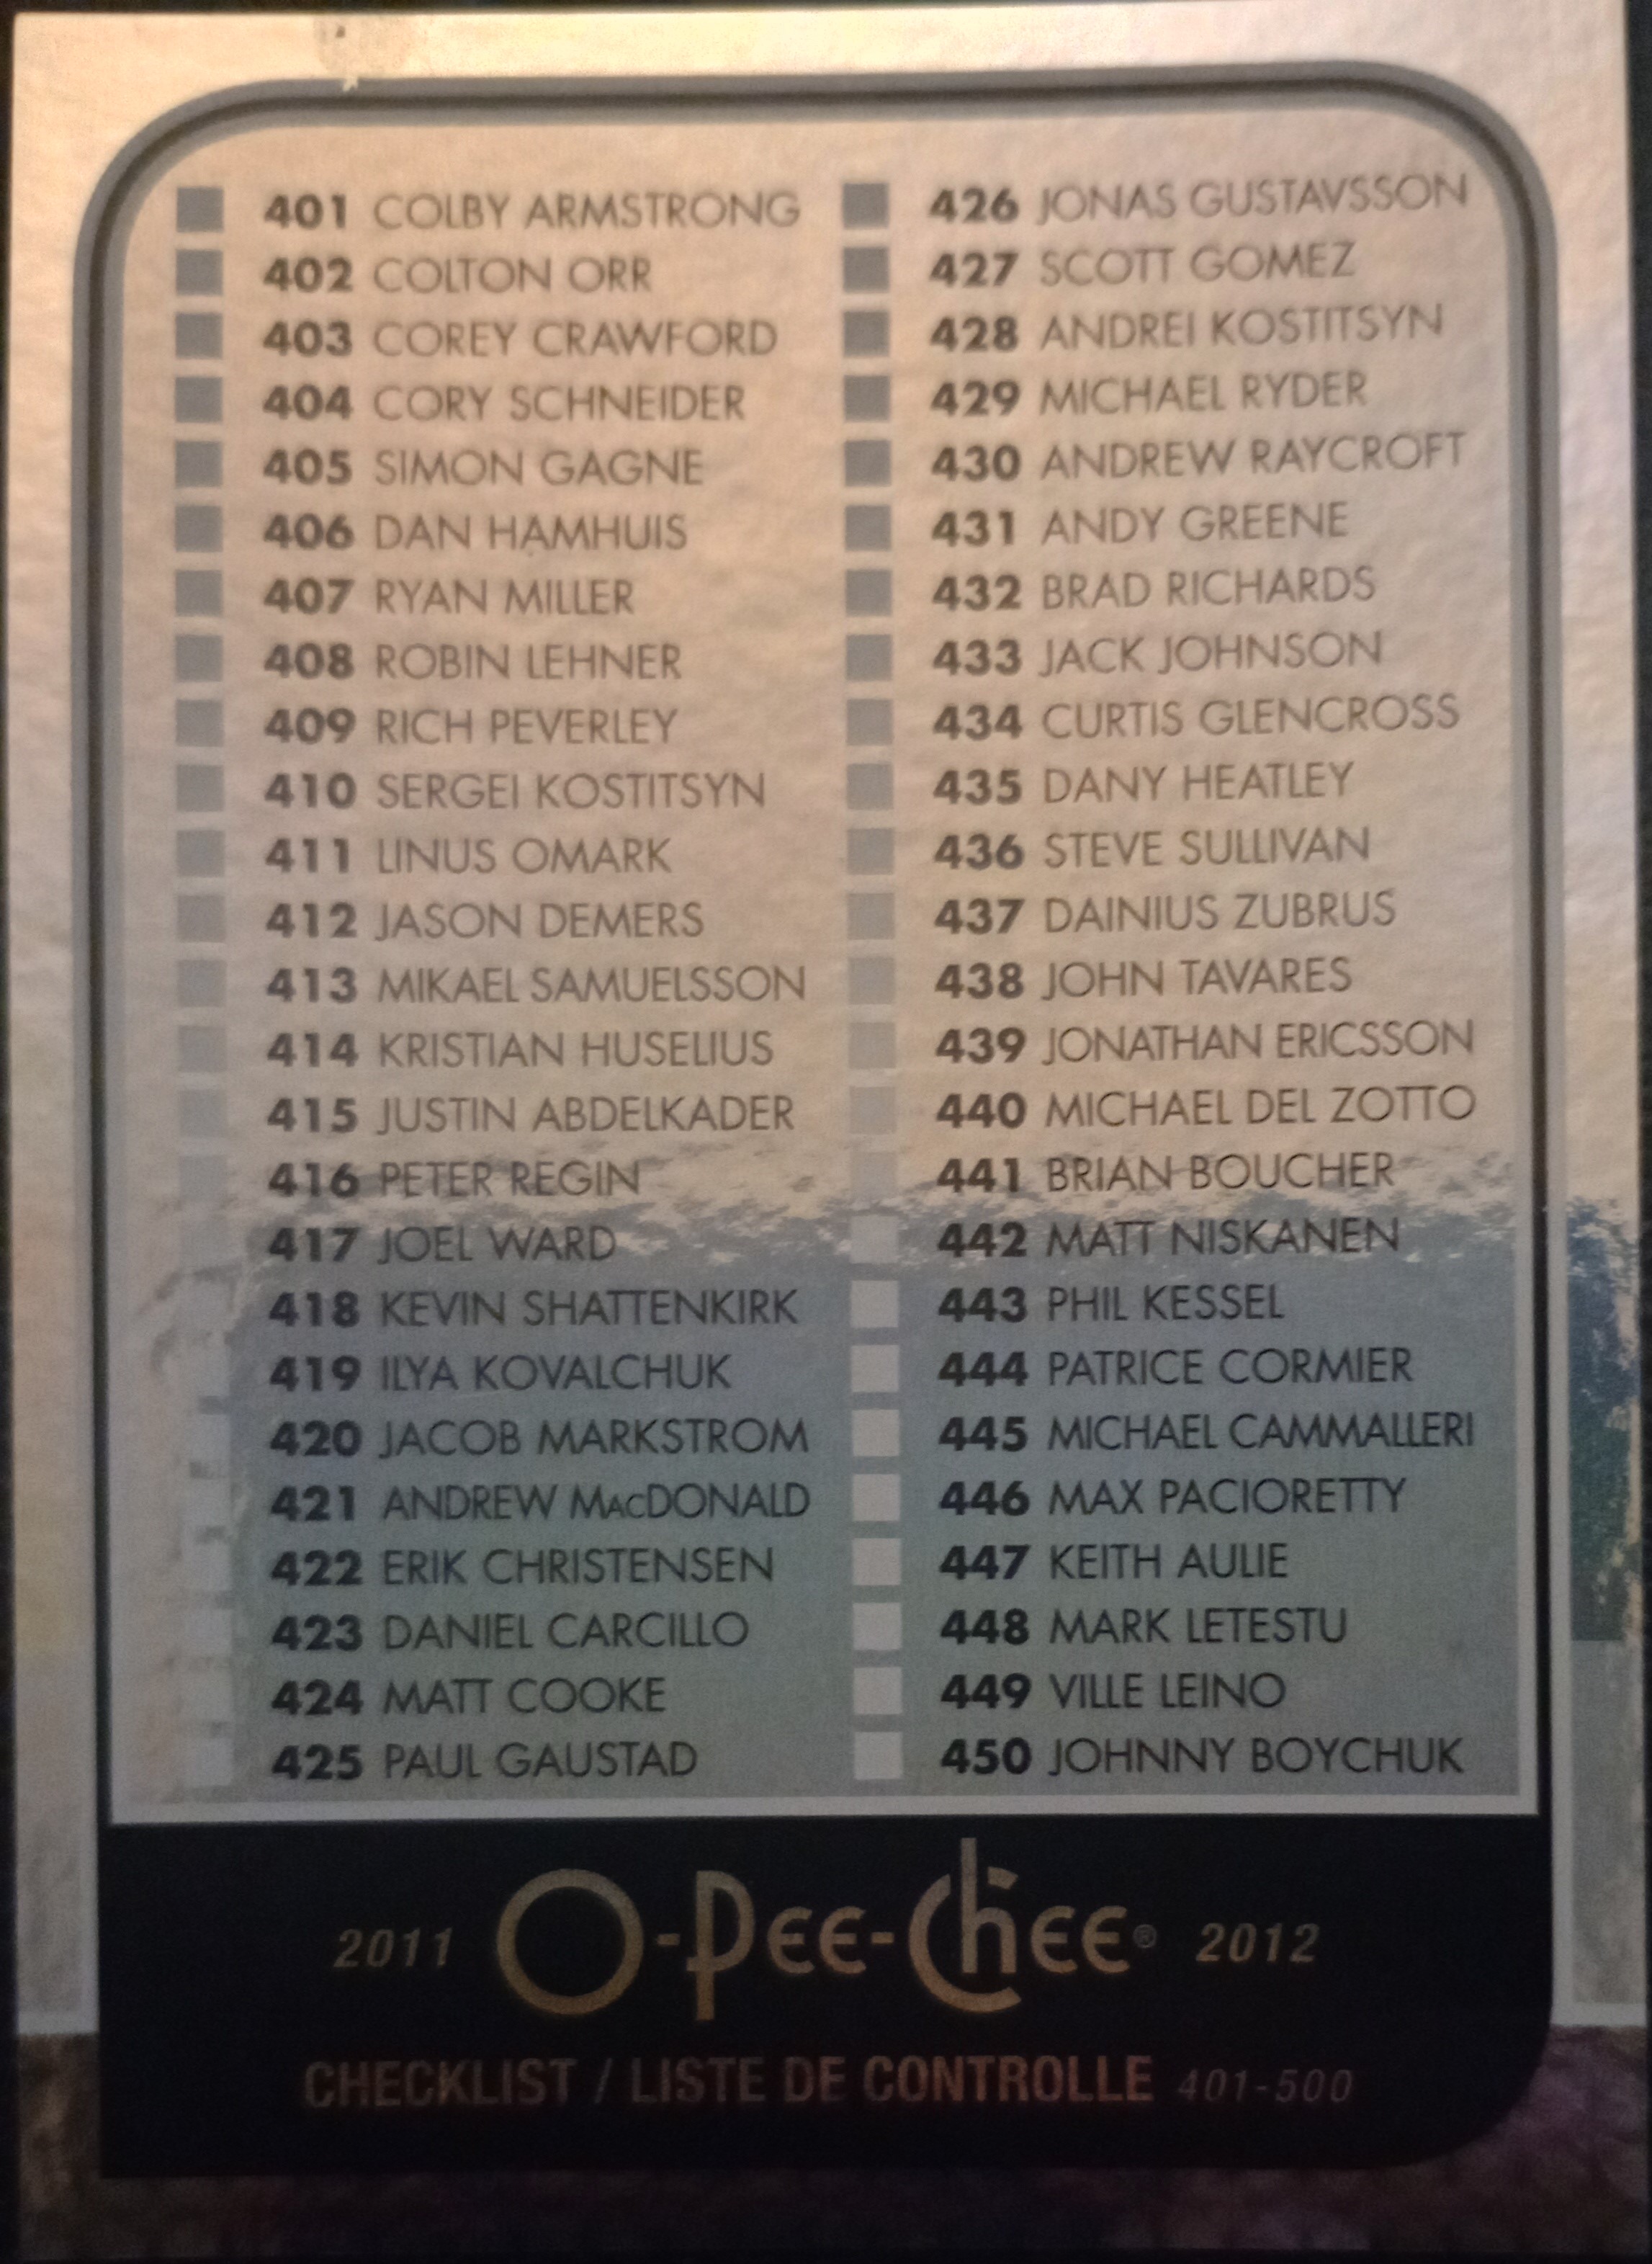 401 COLBY ARMSTRONG
402 COLTON ORR
403 COREY CRAWFORD
404 CORY SCHNEIDER
405 SIMON GAGNE
406 DAN HAMHUIS
407 RYAN MILLER
408 ROBIN LEHNER
409 RICH PEVERLEY
410 SERGEI KOSTITSYN
411 LINUS OMARK
412 JASON DEMERS
413 MIKAEL SAMUELSSON
414 KRISTIAN HUSELIUS
415 JUSTIN ABDELKADER
416 PETER REGIN
417 JOEL WARD
418 KEVIN SHATTENKIRK
419 ILYA KOVALCHUK
420 JACOB MARKSTROM
421 ANDREW MACDONALD
422 ERIK CHRISTENSEN
423 DANIEL CARCILLO
424 MATT COOKE
425 PAUL GAUSTAD
426 JONAS GUSTAVSSON
427 SCOTT GOMEZ
428 ANDREI KOSTITSYN
429 MICHAEL RYDER
430 ANDREW RAYCROFT
431 ANDY GREENE
432 BRAD RICHARDS
433 JACK JOHNSON
434 CURTIS GLENCROSS
435 DANY HEATLEY
436 STEVE SULLIVAN
437 DAINIUS ZUBRUS
438 JOHN TAVARES
439 JONATHAN ERICSSON
440 MICHAEL DEL ZOTTO
441 BRIAN BOUCHER
442 MATT NISKANEN
443 PHIL KESSEL
444 PATRICE CORMIER
445 MICHAEL CAMMALLERI
446 MAX PACIORETTY
447 KEITH AULIE
448 MARK LETESTU
449 VILLE LEINO
450 JOHNNY BOYCHUK
2011 O-PEE-CHEE® 2012
CHECKLIST / LISTE DE CONTROLLE 401-500